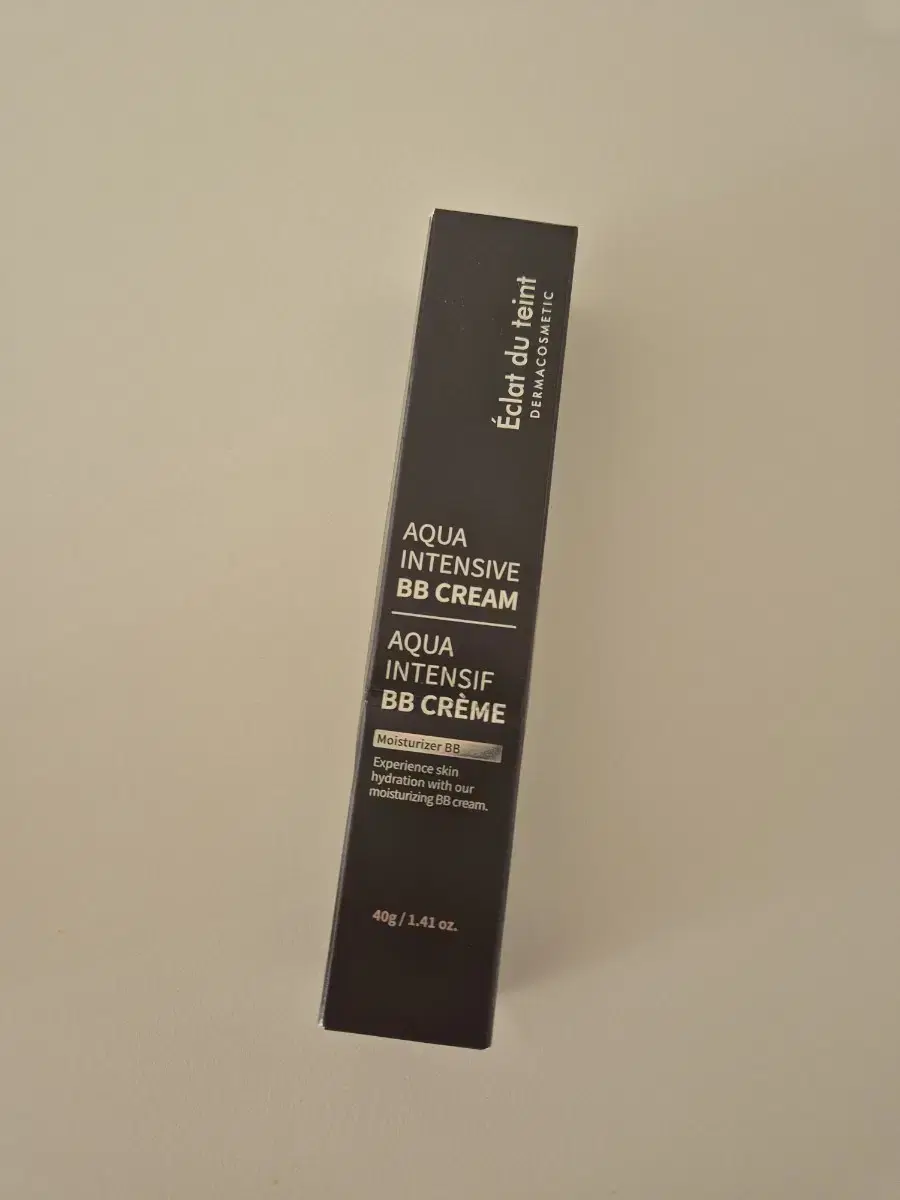 Éclat du teint
DERMACOSMETIC
AQUA
INTENSIVE
BB CREAM
AQUA
INTENSIF
BB CRÈME
Moisturizer BB
Experience skin
hydration with our
moisturizing BB cream.
40g / 1.41 oz.